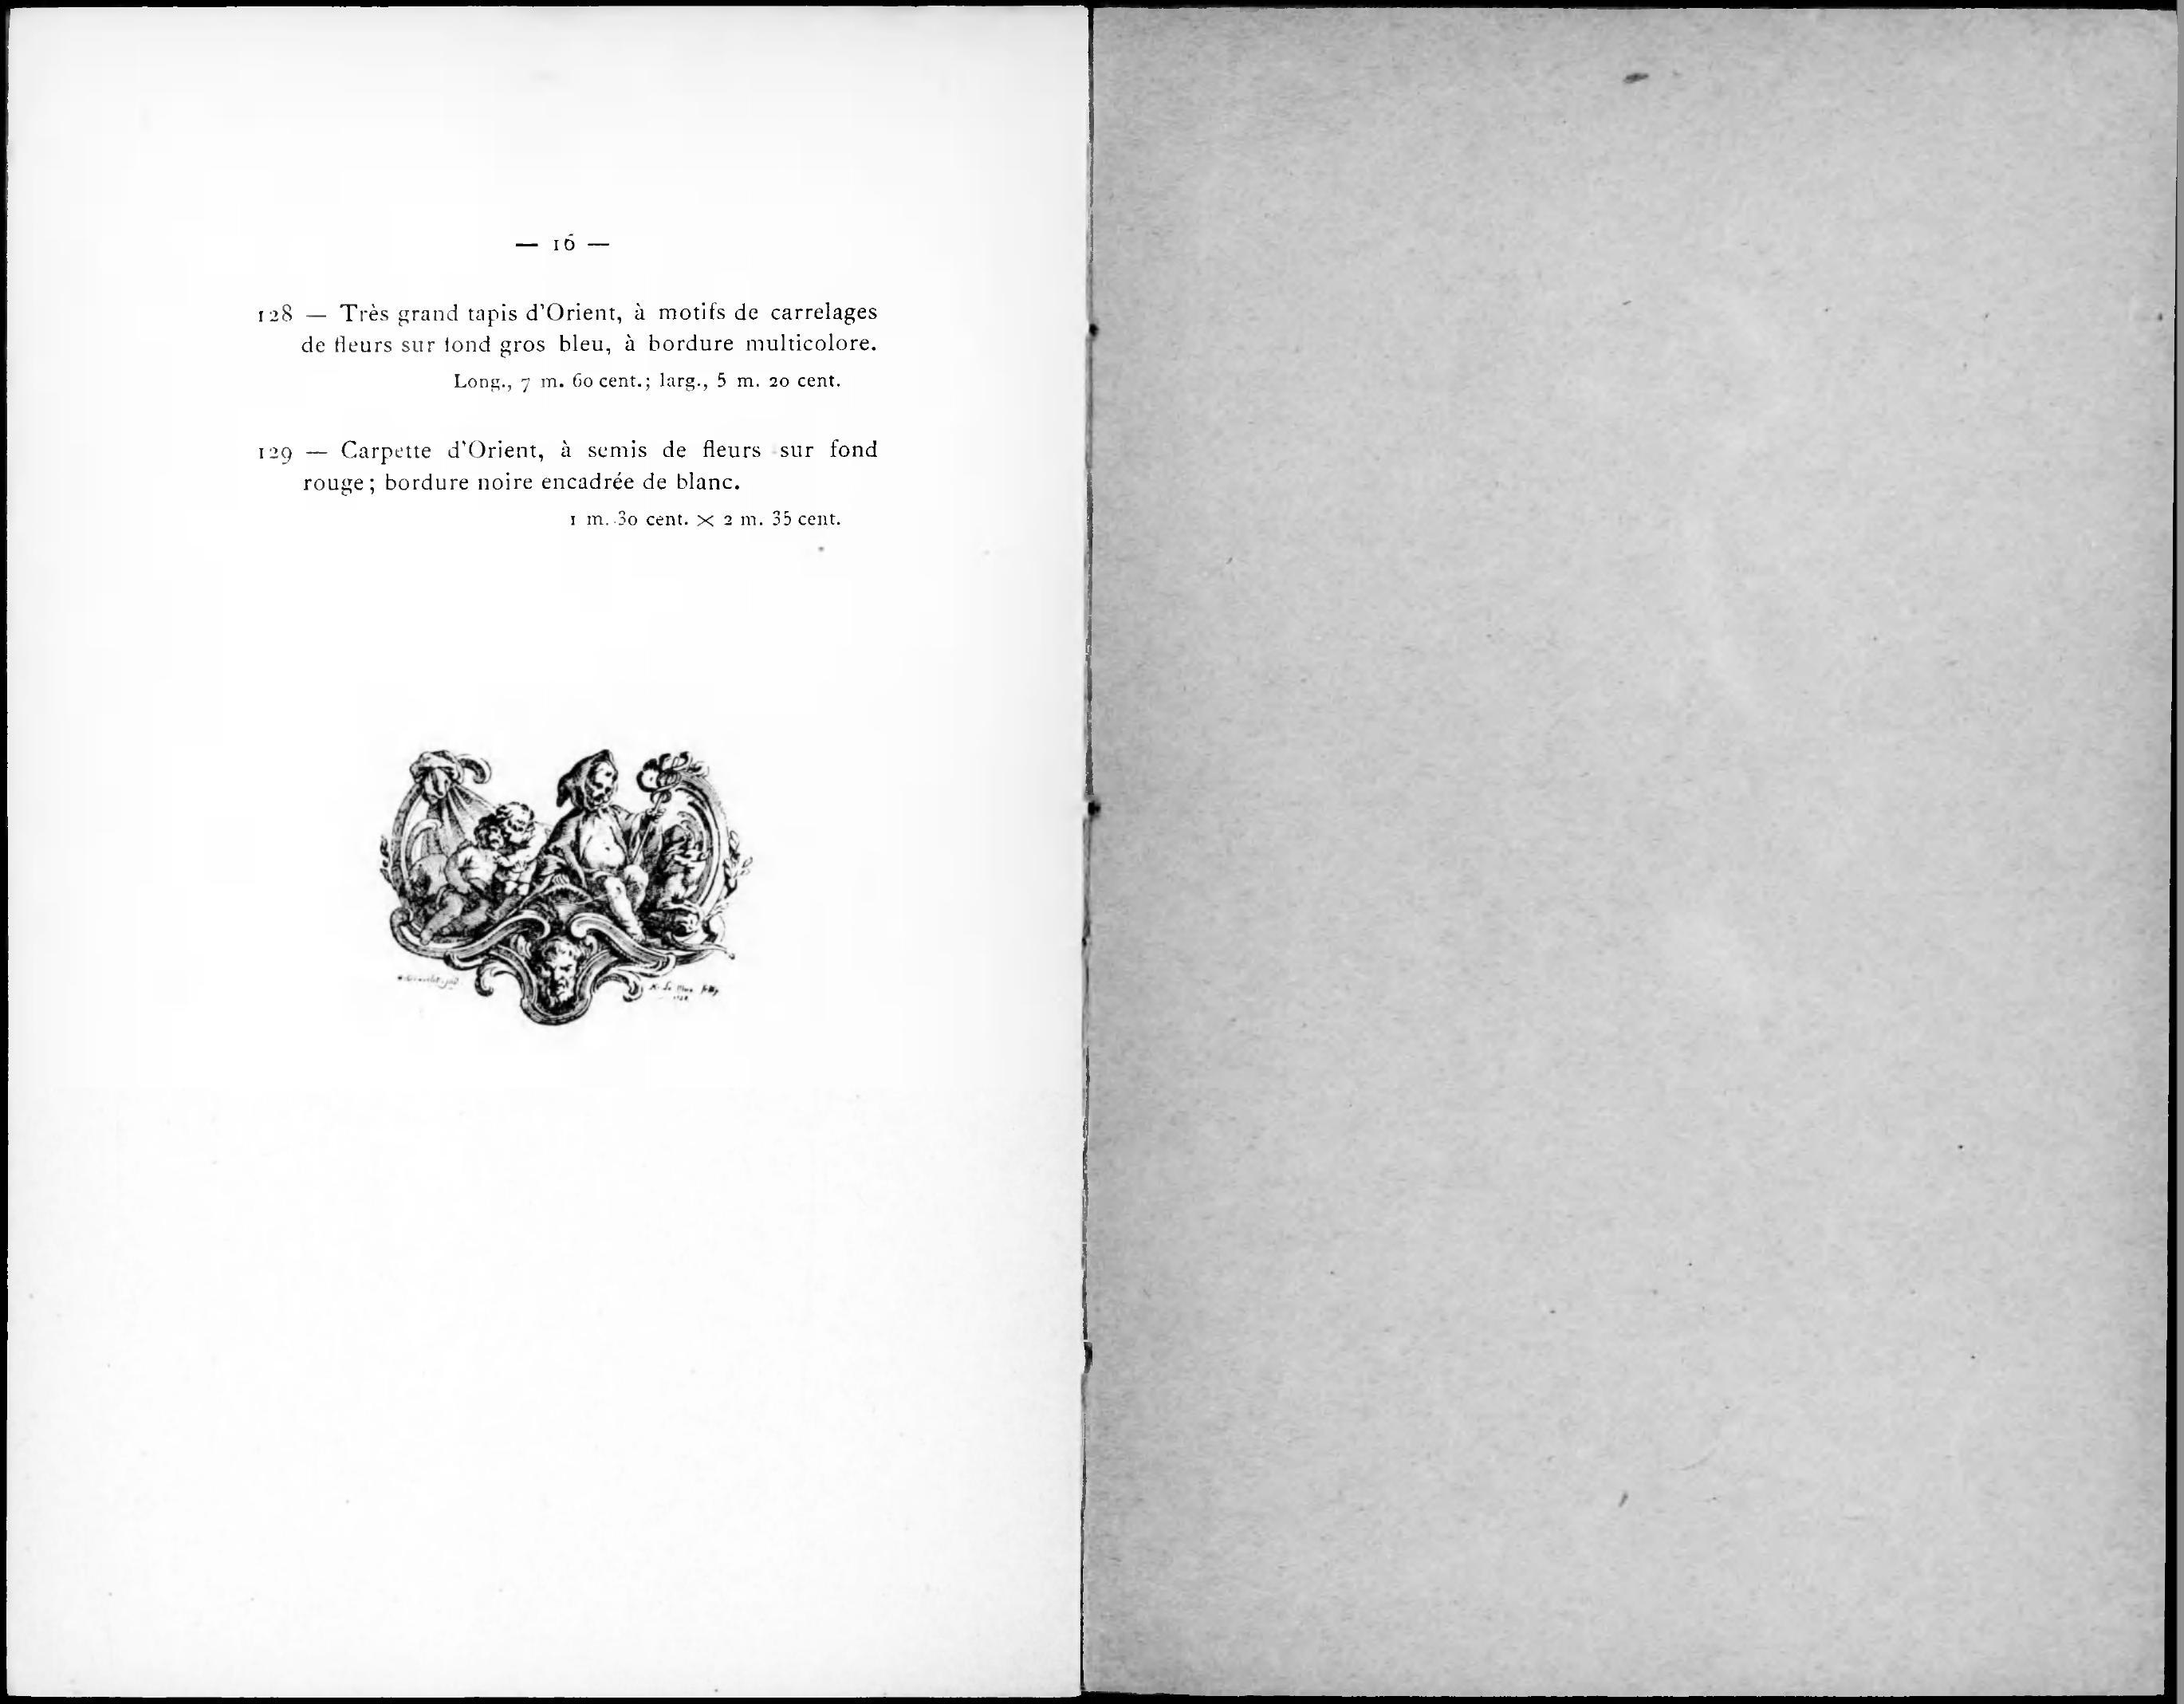 — 16 —
128 — Très grand tapis d'Orient, à motifs de carrelages
de fleurs sur fond gros bleu, à bordure multicolore.
Long., 7 m. 60 cent.; larg., 5 m. 20 cent.
129 — Carpette d'Orient, à semis de fleurs sur fond
rouge; bordure noire encadrée de blanc.
1 m. 30 cent. × 2 m. 35 cent.